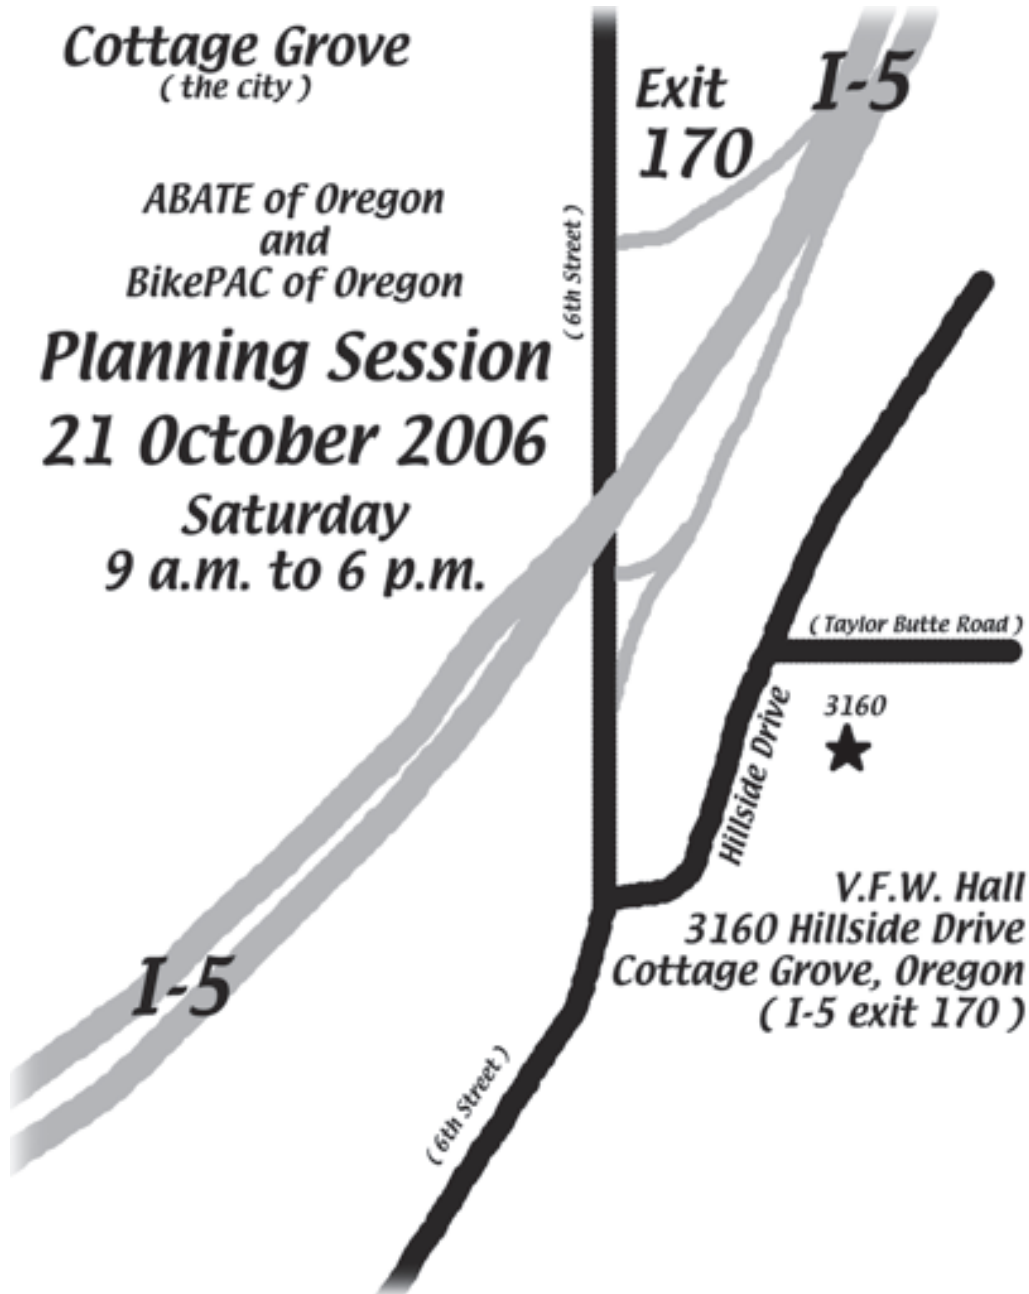 Cottage Grove
( the city )
I-5
Exit
170
ABATE of Oregon
and
BikePAC of Oregon
( 6th Street )
Planning Session
21 October 2006
Saturday
9 a.m. to 6 p.m.
( Taylor Butte Road )
3160
Hillside Drive
V.F.W. Hall
3160 Hillside Drive
Cottage Grove, Oregon
( I-5 exit 170 )
I-5
( 6th Street )